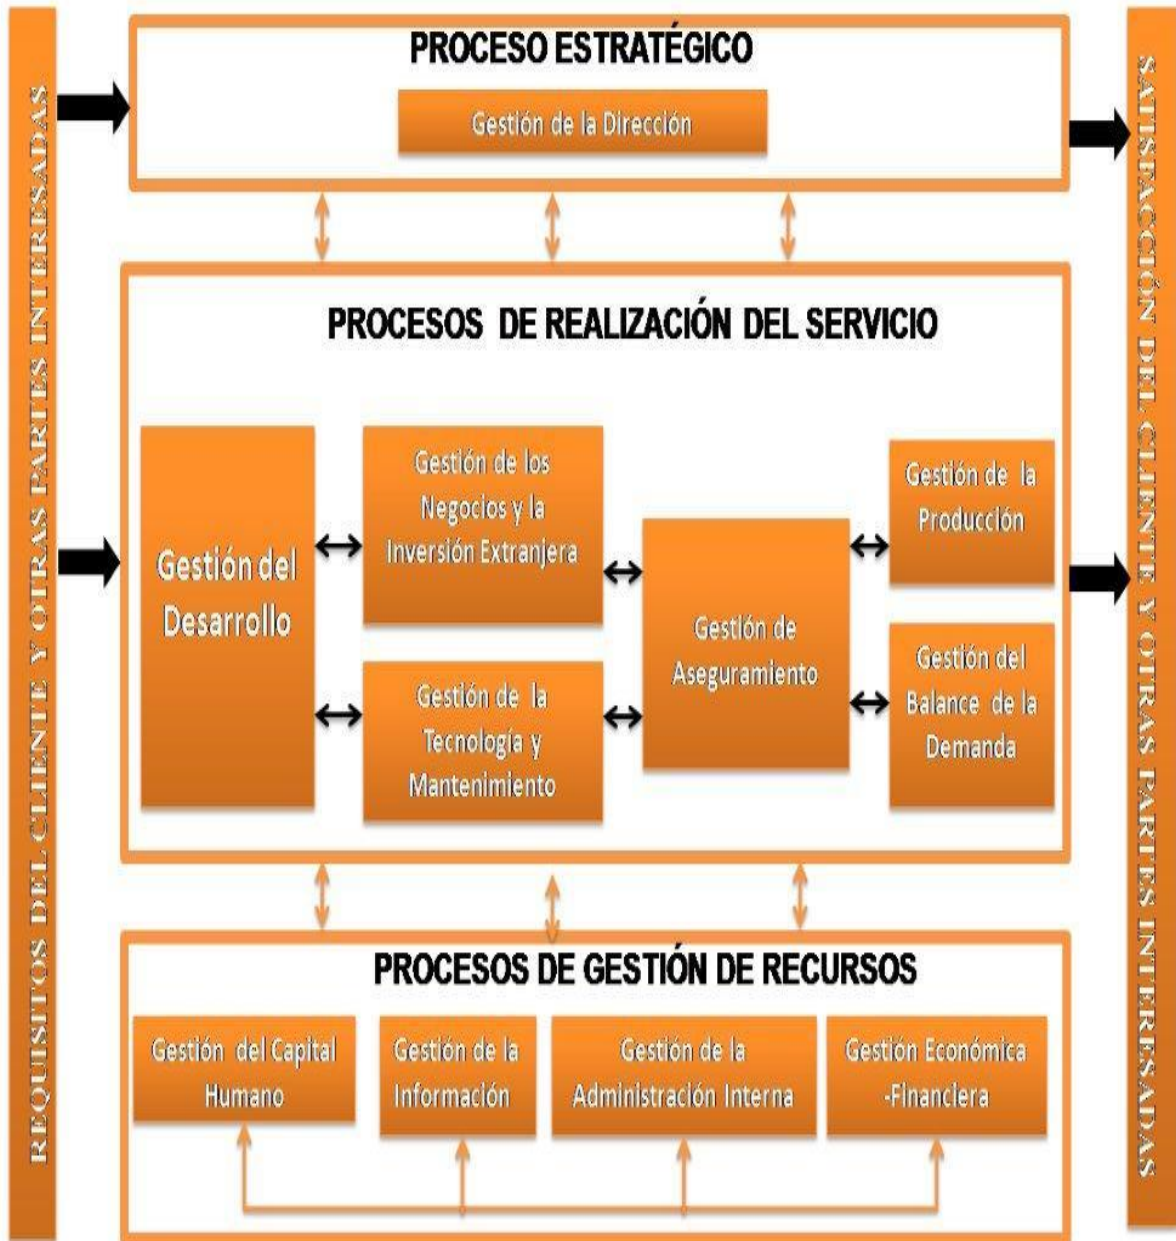 REQUISITOS DEL CLIENTE Y OTRAS PARTES INTERESADAS
PROCESO ESTRATÉGICO
Gestión de la Dirección
PROCESOS DE REALIZACIÓN DEL SERVICIO
Gestión del
Desarrollo
Gestión de los
Negocios y la
Inversión Extranjera
Gestión de la
Tecnología y
Mantenimiento
Gestión de
Aseguramiento
Gestión de la
Producción
Gestión del
Balance de la
Demanda
PROCESOS DE GESTIÓN DE RECURSOS
Gestión del Capital
Humano
Gestión de la
Información
Gestión de la
Administración Interna
Gestión Económica
-Financiera
SATISFACCIÓN DEL CLIENTE Y OTRAS PARTES INTERESADAS